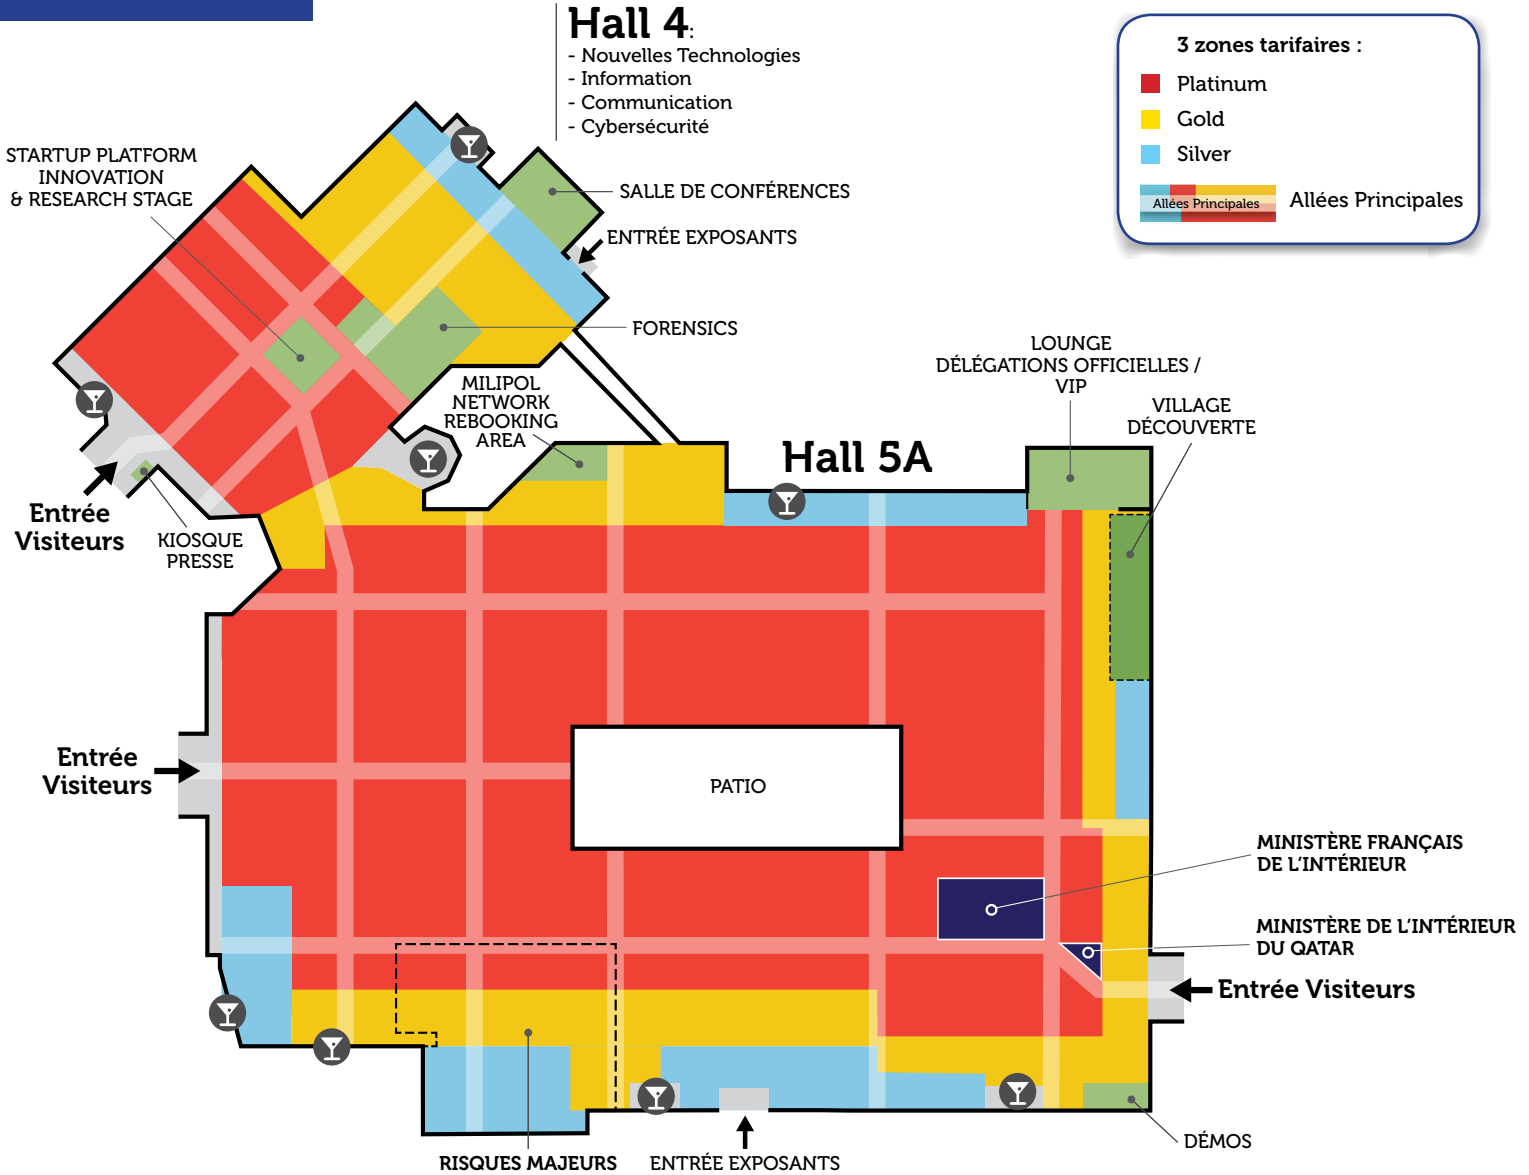 Hall 4:
- Nouvelles Technologies
- Information
- Communication
- Cybersécurité
3 zones tarifaires :
Platinum
Gold
Silver
Allées Principales
Allées Principales
STARTUP PLATFORM
INNOVATION
& RESEARCH STAGE
SALLE DE CONFÉRENCES
ENTRÉE EXPOSANTS
FORENSICS
MILIPOL
NETWORK
REBOOKING
AREA
LOUNGE
DÉLÉGATIONS OFFICIELLES /
VIP
VILLAGE
DÉCOUVERTE
Hall 5A
Entrée
Visiteurs
KIOSQUE
PRESSE
Entrée
Visiteurs
PATIO
MINISTÈRE FRANÇAIS
DE L'INTÉRIEUR
MINISTÈRE DE L'INTÉRIEUR
DU QATAR
Entrée Visiteurs
DÉMOS
RISQUES MAJEURS
ENTRÉE EXPOSANTS